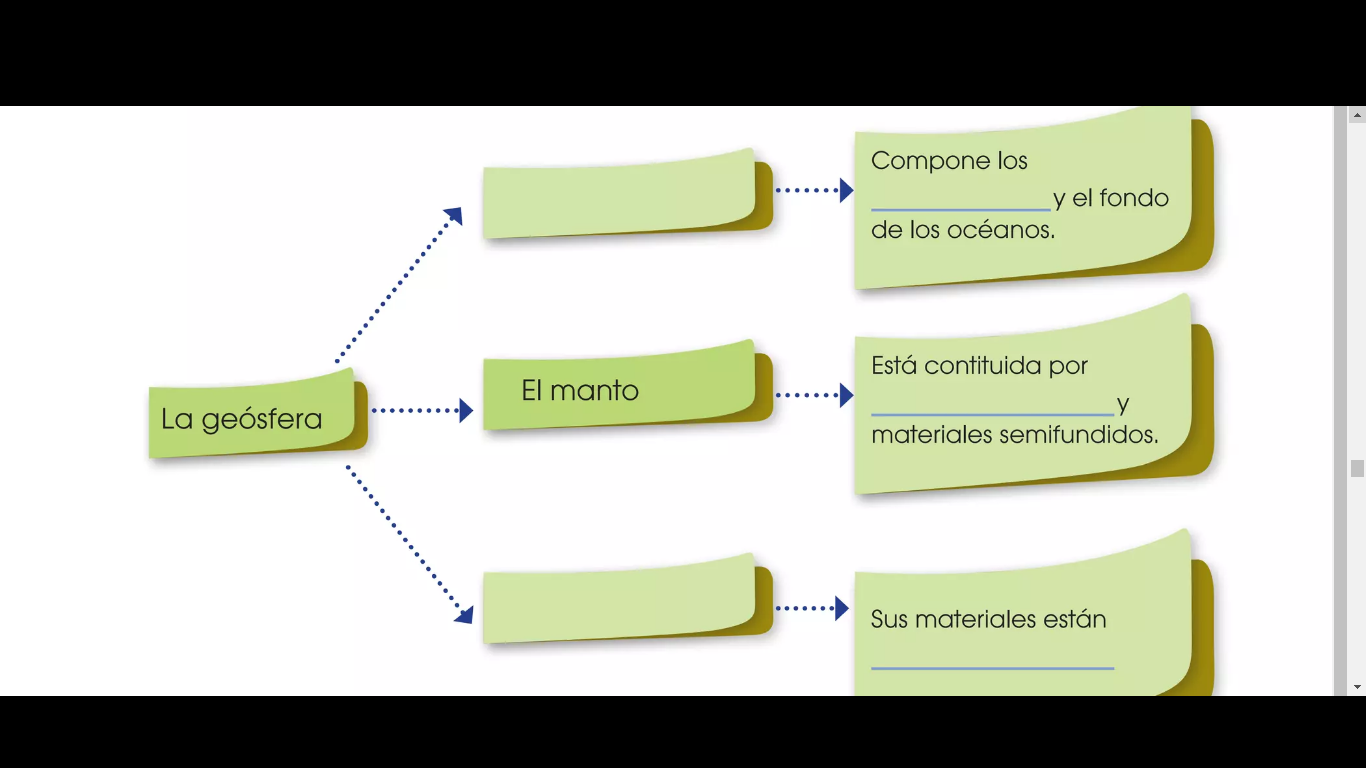 Compone los
y el fondo
de los océanos.
La geósfera
El manto
Está contituida por
y
materiales semifundidos.
Sus materiales están